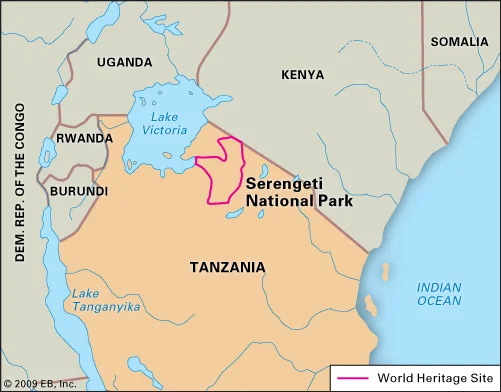 SOMALIA
UGANDA
KENYA
Lake
Victoria
RWANDA
DEM. REP. OF THE CONGO
BURUNDI
Serengeti
National Park
TANZANIA
Lake
Tanganyika
INDIAN
OCEAN
© 2009 EB, Inc.
World Heritage Site